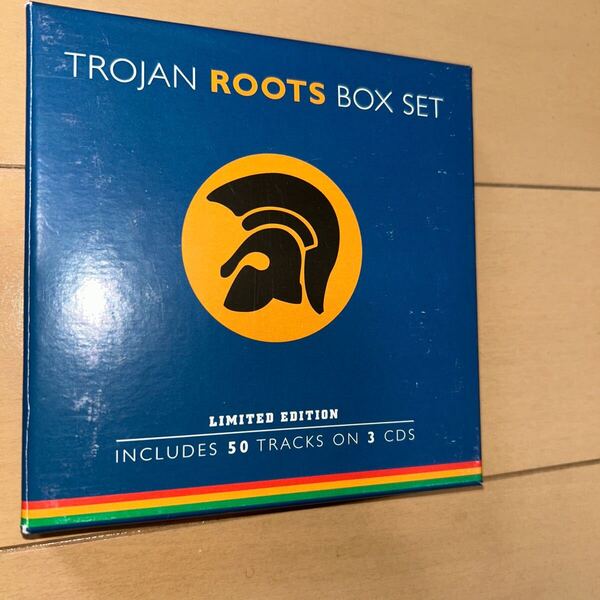 TROJAN ROOTS BOX SET
LIMITED EDITION
INCLUDES 50 TRACKS ON 3 CDS